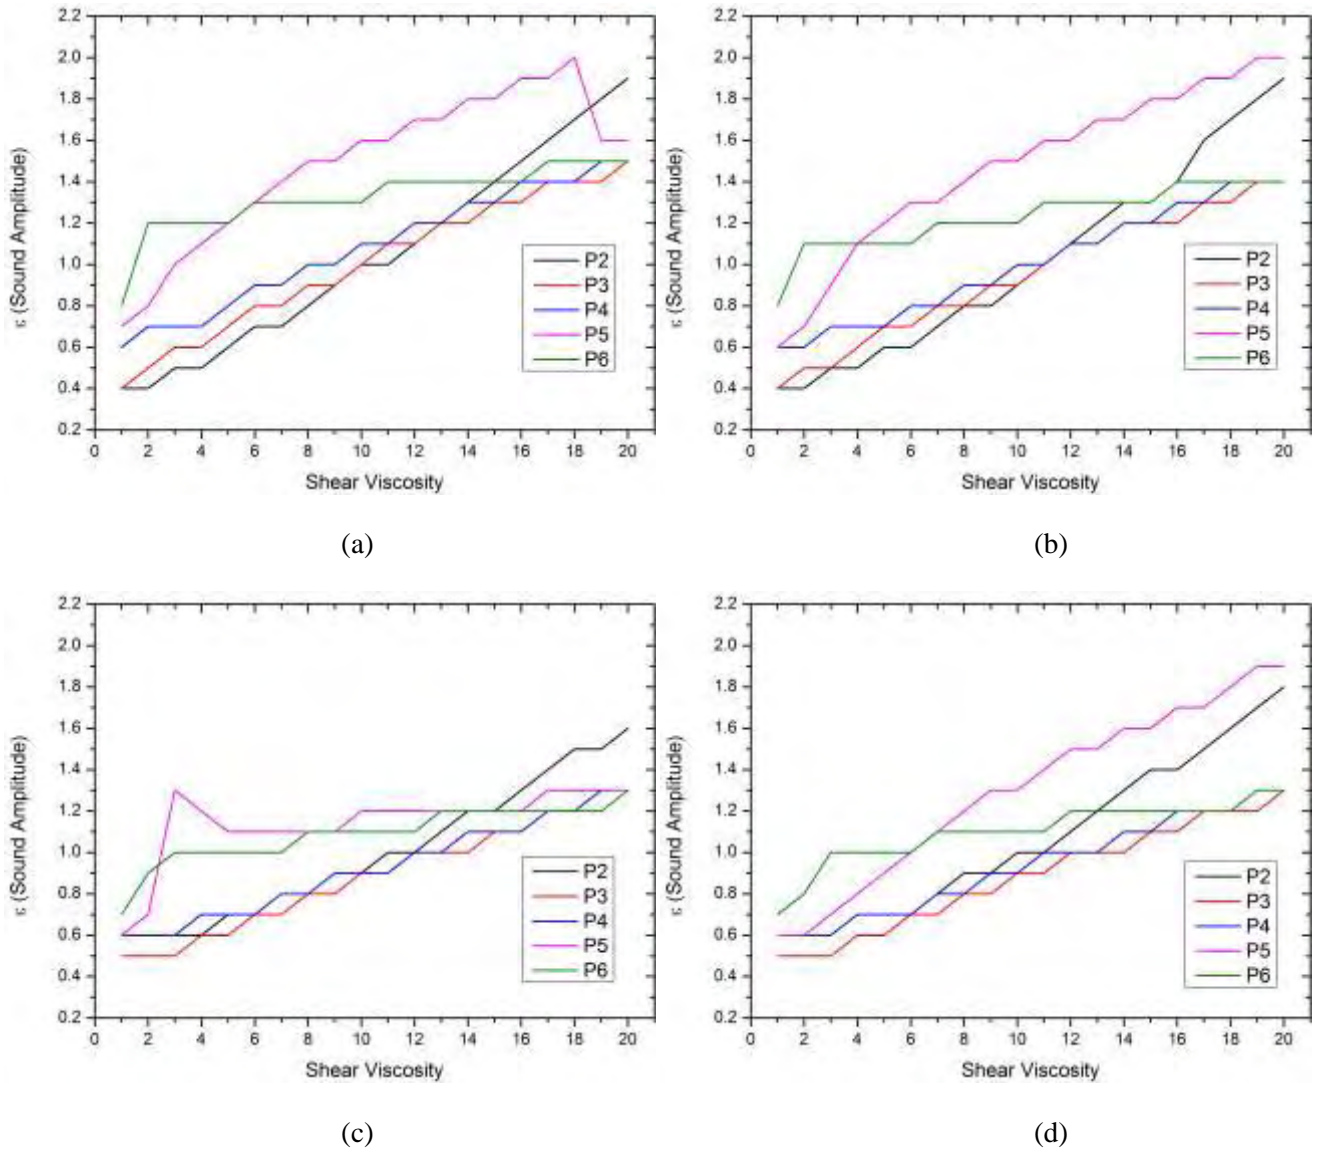 2.2
2.0
1.8
1.6
1.4
1.2
1.0
0.8
0.6
0.4
0.2
ε (Sound Amplitude)
P2
P3
P4
P5
P6
0 2 4 6 8 10 12 14 16 18 20
Shear Viscosity
(a)
2.2
2.0
1.8
1.6
1.4
1.2
1.0
0.8
0.6
0.4
0.2
ε (Sound Amplitude)
P2
P3
P4
P5
P6
0 2 4 6 8 10 12 14 16 18 20
Shear Viscosity
(b)
2.2
2.0
1.8
1.6
1.4
1.2
1.0
0.8
0.6
0.4
0.2
ε (Sound Amplitude)
P2
P3
P4
P5
P6
0 2 4 6 8 10 12 14 16 18 20
Shear Viscosity
(c)
2.2
2.0
1.8
1.6
1.4
1.2
1.0
0.8
0.6
0.4
0.2
ε (Sound Amplitude)
P2
P3
P4
P5
P6
0 2 4 6 8 10 12 14 16 18 20
Shear Viscosity
(d)